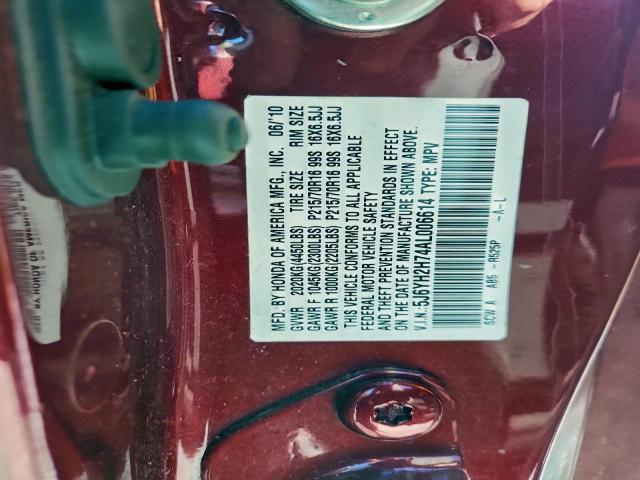 MFD. BY HONDA OF AMERICA MFG., INC. 06/10
GVWR 2020KG(4450LBS) TIRE SIZE RIM SIZE
GAWR F 1045KG(2300LBS) P215/70R16 99S 16X6.5JJ
GAWR R 1000KG(2205LBS) P215/70R16 99S 16X6.5JJ
THIS VEHICLE CONFORMS TO ALL APPLICABLE
FEDERAL MOTOR VEHICLE SAFETY
AND THEFT PREVENTION STANDARDS IN EFFECT
ON THE DATE OF MANUFACTURE SHOWN ABOVE.
V.I.N.: 5J6YH2H74AL006614 TYPE: MPV
SCW A AB5 - R525P - A - L